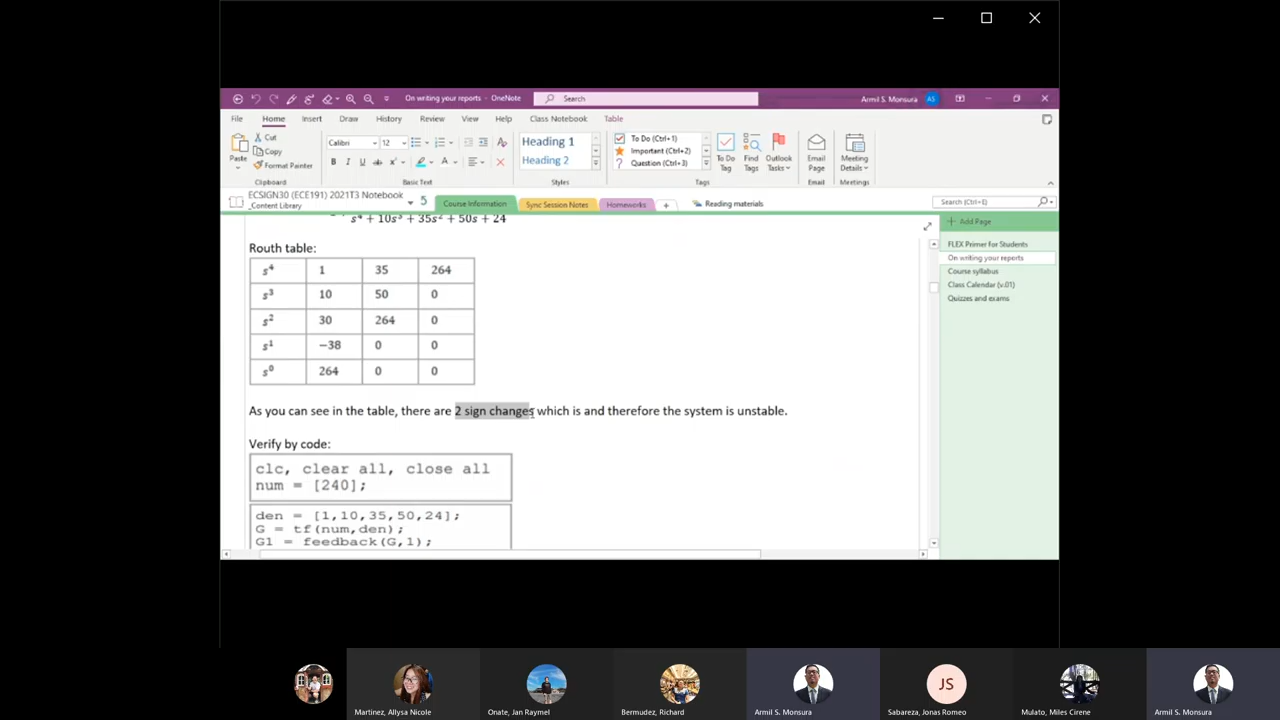 On writing your reports - OneNote
Search
Armil S. Monsura
AS
File Home Insert Draw History Review View Help Class Notebook Table
Paste
Cut
Copy
Format Painter
Clipboard
Calibri 12
B I U ab x A
Basic Text
Heading 1
Heading 2
Styles
To Do (Ctrl+1)
Important (Ctrl+2)
Question (Ctrl+3)
To Do Tag
Find Tags
Outlook Tasks
Tags
Email Page
Email
Meeting Details
Meetings
ECSIGN30 (ECE191) 2021T3 Notebook
_Content Library
5
Course Information Sync Session Notes Homeworks + Reading materials
Search (Ctrl+E)
s⁴ + 10s³ + 35s² + 50s + 24
Routh table:
s⁴ 1 35 264
s³ 10 50 0
s² 30 264 0
s¹ −38 0 0
s⁰ 264 0 0
As you can see in the table, there are 2 sign changes which is and therefore the system is unstable.
Verify by code:
clc, clear all, close all
num = [240];
den = [1,10,35,50,24];
G = tf(num,den);
G1 = feedback(G,1);
Add Page
FLEX Primer for Students
On writing your reports
Course syllabus
Class Calendar (v.01)
Quizzes and exams
JS
Martinez, Allysa Nicole
Onate, Jan Raymel
Bermudez, Richard
Armil S. Monsura
Sabareza, Jonas Romeo
Mulato, Miles Cirene
Armil S. Monsura